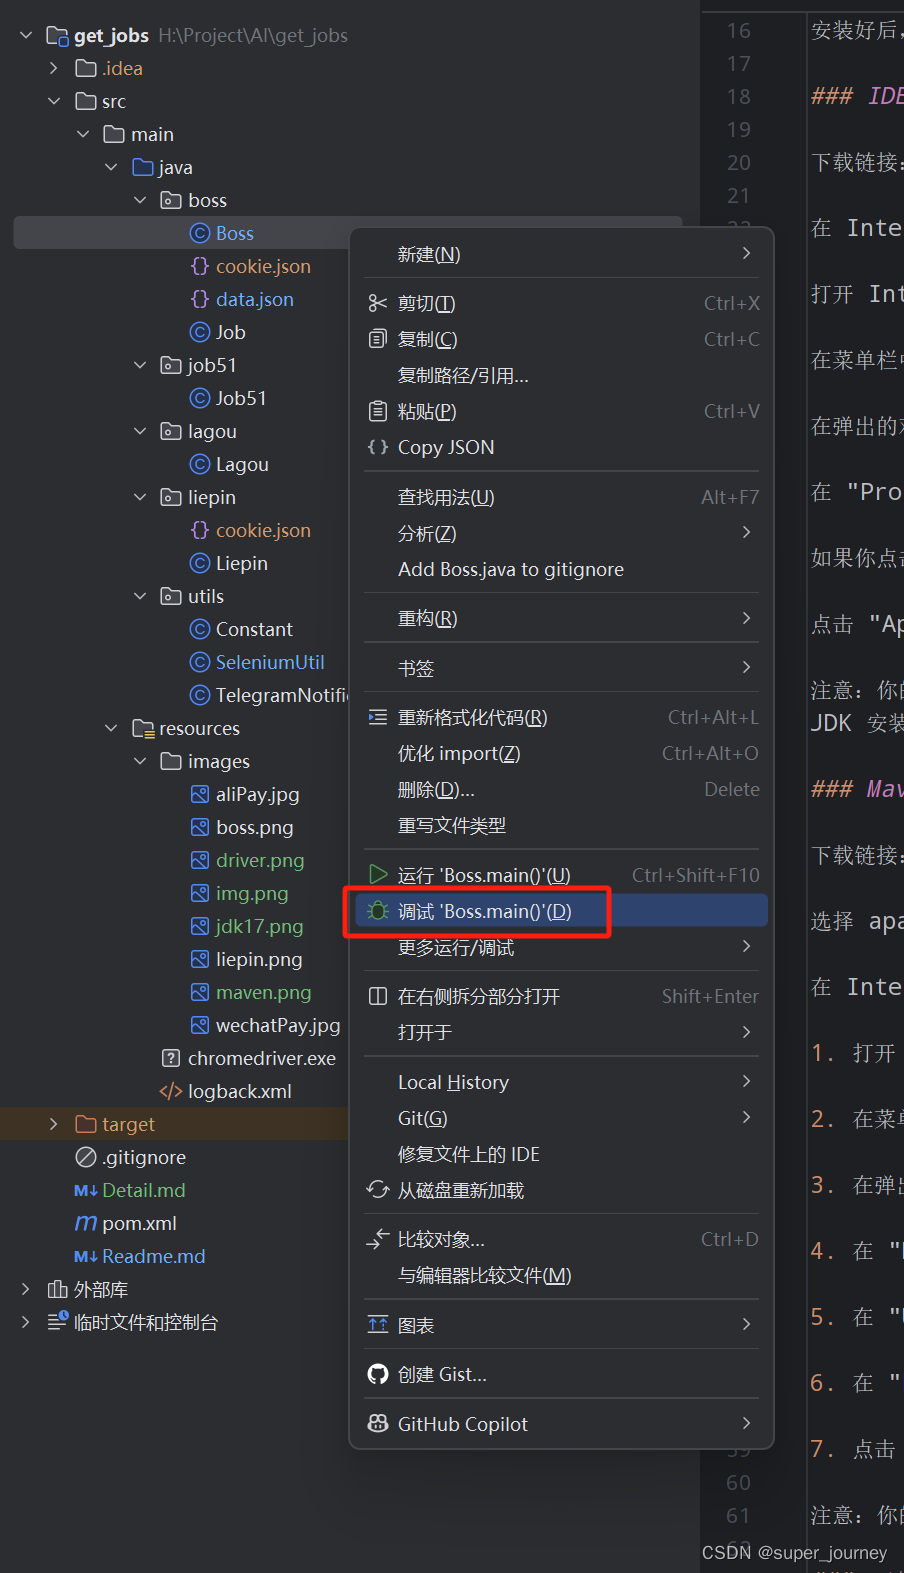 get_jobs H:\Project\AI\get_jobs
.idea
src
main
java
boss
Boss
cookie.json
data.json
Job
job51
Job51
lagou
Lagou
liepin
cookie.json
Liepin
utils
Constant
SeleniumUtil
TelegramNotific
resources
images
aliPay.jpg
boss.png
driver.png
img.png
jdk17.png
liepin.png
maven.png
wechatPay.jpg
chromedriver.exe
logback.xml
target
.gitignore
Detail.md
pom.xml
Readme.md
外部库
临时文件和控制台
新建(N)
剪切(T) Ctrl+X
复制(C) Ctrl+C
复制路径/引用...
粘贴(P) Ctrl+V
Copy JSON
查找用法(U) Alt+F7
分析(Z)
Add Boss.java to gitignore
重构(R)
书签
重新格式化代码(R) Ctrl+Alt+L
优化 import(Z) Ctrl+Alt+O
删除(D)... Delete
重写文件类型
运行 'Boss.main()'(U) Ctrl+Shift+F10
调试 'Boss.main()'(D)
更多运行/调试
在右侧拆分部分打开 Shift+Enter
打开于
Local History
Git(G)
修复文件上的 IDE
从磁盘重新加载
比较对象... Ctrl+D
与编辑器比较文件(M)
图表
创建 Gist...
GitHub Copilot
16 安装好后，
17
18 ### IDE
19
20 下载链接：
21
在 Inte
打开 Int
在菜单栏
在弹出的
在 "Pro
如果你点击
点击 "Ap
注意：你的
JDK 安装
### Mav
下载链接：
选择 apa
在 Inte
1. 打开
2. 在菜单
3. 在弹出
4. 在 "
5. 在 "
6. 在 "
7. 点击
59
60
61 注意：你的
CSDN @super_journey